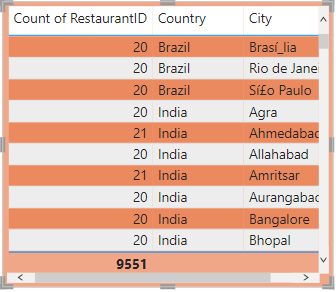 Count of RestaurantID Country City
20 Brazil Brasí_lia
20 Brazil Rio de Janei
20 Brazil Sí£o Paulo
20 India Agra
21 India Ahmedabad
20 India Allahabad
21 India Amritsar
20 India Aurangabad
20 India Bangalore
20 India Bhopal
9551